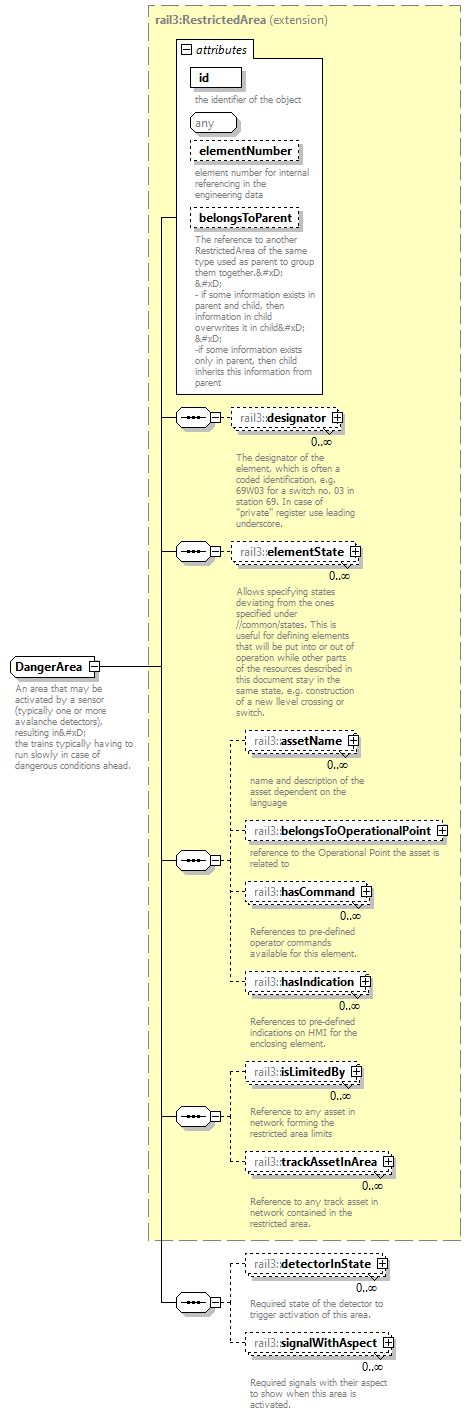 rail3:RestrictedArea (extension)
attributes
id
the identifier of the object
any
elementNumber
element number for internal
referencing in the
engineering data
belongsToParent
The reference to another
RestrictedArea of the same
type used as parent to group
them together.&#xD;
&#xD;
- if some information exists in
parent and child, then
information in child
overwrites it in child&#xD;
&#xD;
-if some information exists
only in parent, then child
inherits this information from
parent
rail3::designator
0..∞
The designator of the
element, which is often a
coded identification, e.g.
69W03 for a switch no. 03 in
station 69. In case of
"private" register use leading
underscore.
rail3::elementState
0..∞
Allows specifying states
deviating from the ones
specified under
//common/states. This is
useful for defining elements
that will be put into or out of
operation while other parts
of the resources described in
this document stay in the
same state, e.g. construction
of a new llevel crossing or
switch.
DangerArea
An area that may be
activated by a sensor
(typically one or more
avalanche detectors),
resulting in&#xD;
the trains typically having to
run slowly in case of
dangerous conditions ahead.
rail3::assetName
0..∞
name and description of the
asset dependent on the
language
rail3::belongsToOperationalPoint
reference to the Operational Point the asset is
related to
rail3::hasCommand
0..∞
References to pre-defined
operator commands
available for this element.
rail3::hasIndication
0..∞
References to pre-defined
indications on HMI for the
enclosing element.
rail3::isLimitedBy
0..∞
Reference to any asset in
network forming the
restricted area limits
rail3::trackAssetInArea
0..∞
Reference to any track asset in
network contained in the
restricted area.
rail3::detectorInState
0..∞
Required state of the detector to
trigger activation of this area.
rail3::signalWithAspect
0..∞
Required signals with their aspect
to show when this area is
activated.